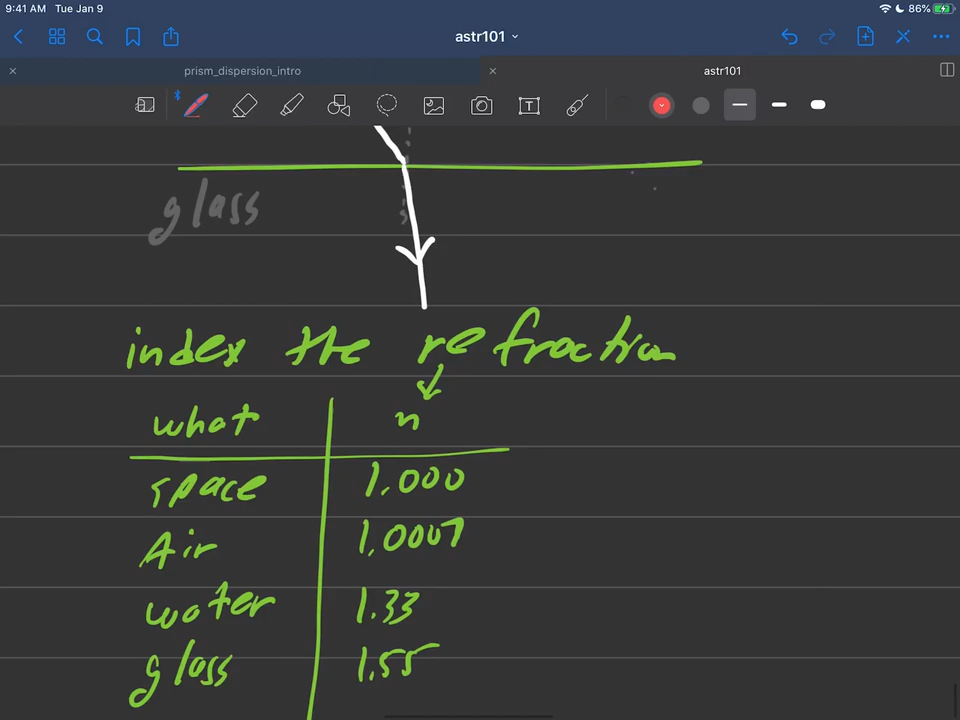 9:41 AM Tue Jan 9 86%
astr101
prism_dispersion_intro astr101
T
glass
index the refraction
what n
space 1.000
Air 1.0007
water 1.33
glass 1.55